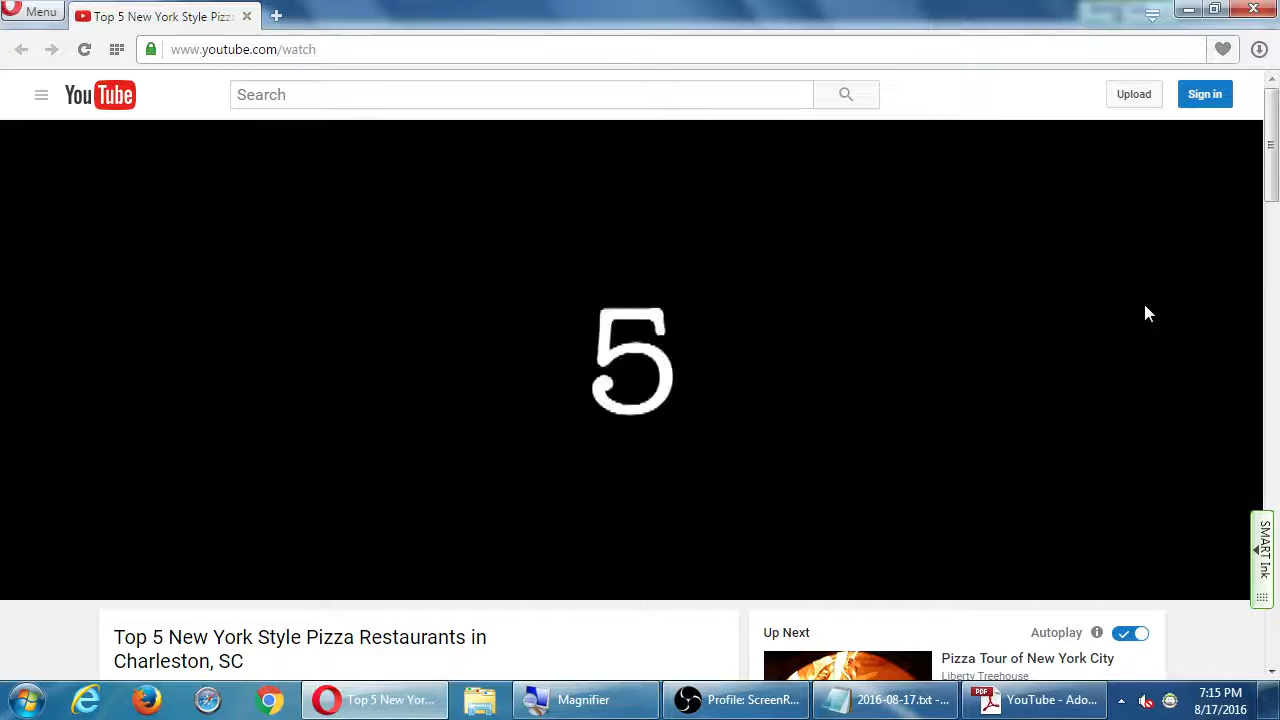 Menu
Top 5 New York Style Pizz
www.youtube.com/watch
YouTube
Search
Upload
Sign in
5
SMART Ink
Top 5 New York Style Pizza Restaurants in
Charleston, SC
Up Next
Autoplay
Pizza Tour of New York City
Liberty Treehouse
Top 5 New Yor...
Magnifier
Profile: ScreenR...
2016-08-17.txt -...
PDF
YouTube - Ado...
7:15 PM
8/17/2016